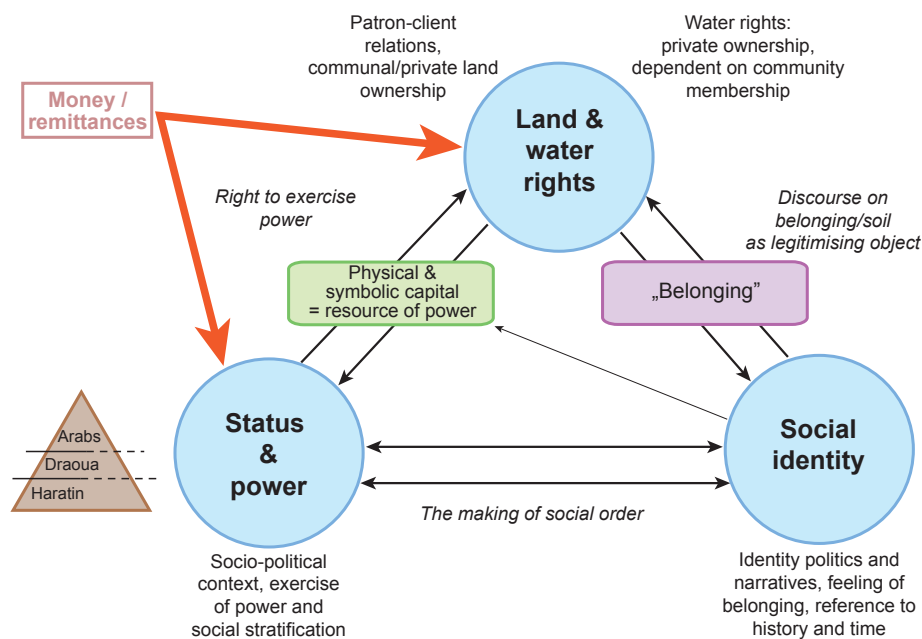 Patron-client
relations,
communal/private land
ownership
Water rights:
private ownership,
dependent on community
membership
Money /
remittances
Land &
water
rights
Right to exercise
power
Discourse on
belonging/soil
as legitimising object
Physical &
symbolic capital
= resource of power
„Belonging”
Arabs
Draoua
Haratin
Status
&
power
Social
identity
The making of social order
Socio-political
context, exercise
of power and
social stratification
Identity politics and
narratives, feeling of
belonging, reference to
history and time